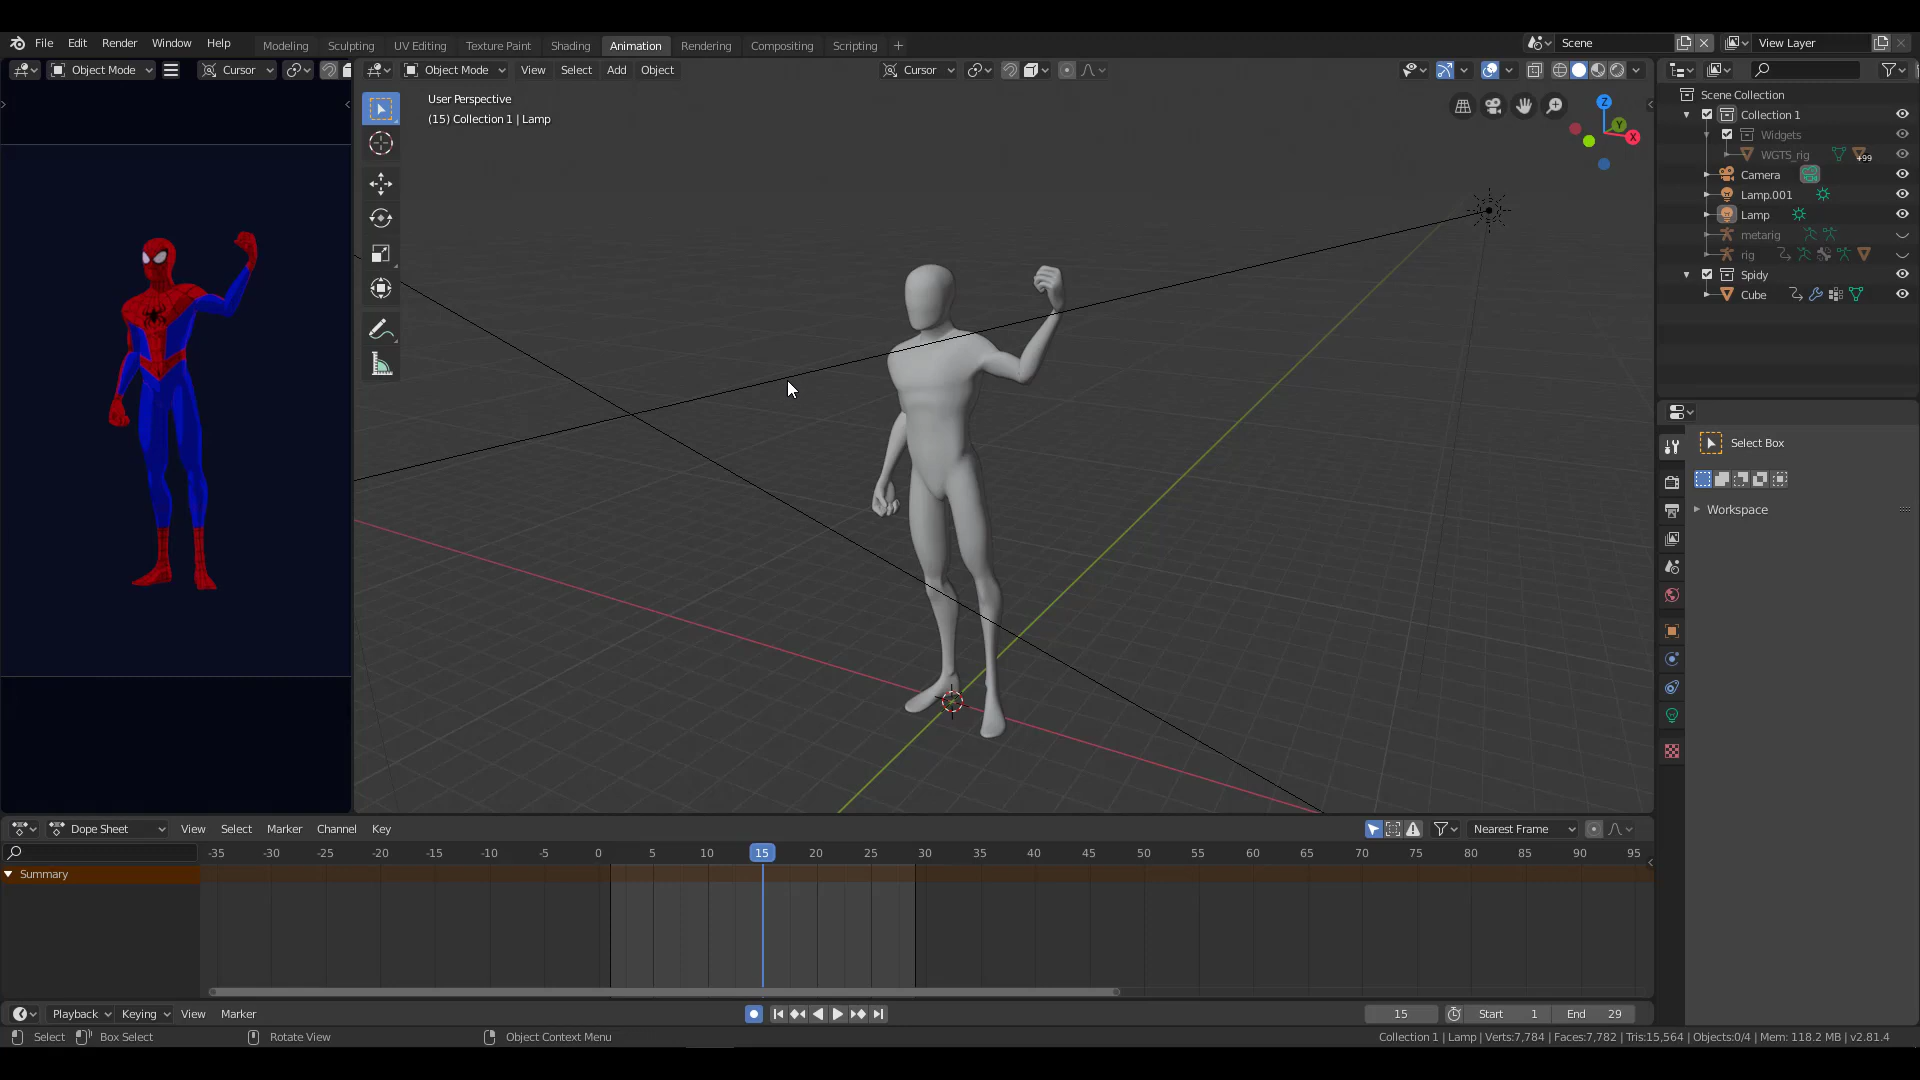 File Edit Render Window Help Modeling Sculpting UV Editing Texture Paint Shading Animation Rendering Compositing Scripting + Scene View Layer
Object Mode Cursor Object Mode View Select Add Object Cursor
User Perspective
(15) Collection 1 | Lamp
Z
Y
X
Scene Collection
Collection 1
Widgets
WGTS_rig +99
Camera
Lamp.001
Lamp
metarig
rig
Spidy
Cube
Select Box
Workspace
Dope Sheet View Select Marker Channel Key Nearest Frame
-35 -30 -25 -20 -15 -10 -5 0 5 10 15 20 25 30 35 40 45 50 55 60 65 70 75 80 85 90 95
Summary
Playback Keying View Marker 15 Start 1 End 29
Select Box Select Rotate View Object Context Menu Collection 1 | Lamp | Verts:7,784 | Faces:7,782 | Tris:15,564 | Objects:0/4 | Mem: 118.2 MB | v2.81.4